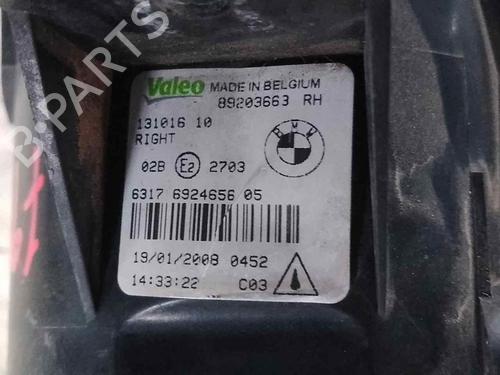 Valeo MADE IN BELGIUM
89203663 RH
131016 10
RIGHT
02B E2 2703
6317 6924656 05
19/01/2008 0452
14:33:22 C03
B-PARTS